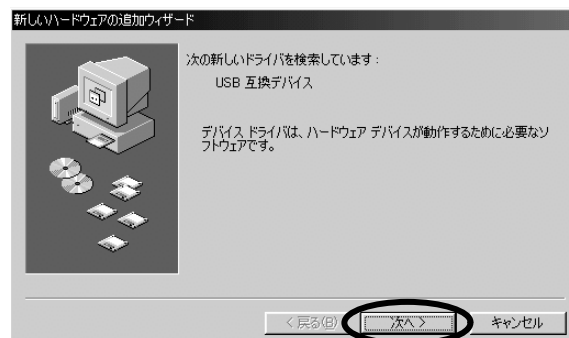 新しいハードウェアの追加ウィザード
次の新しいドライバを検索しています：
USB 互換デバイス
デバイス ドライバは、ハードウェア デバイスが動作するために必要なソ
フトウェアです。
< 戻る(B)
次へ >
キャンセル